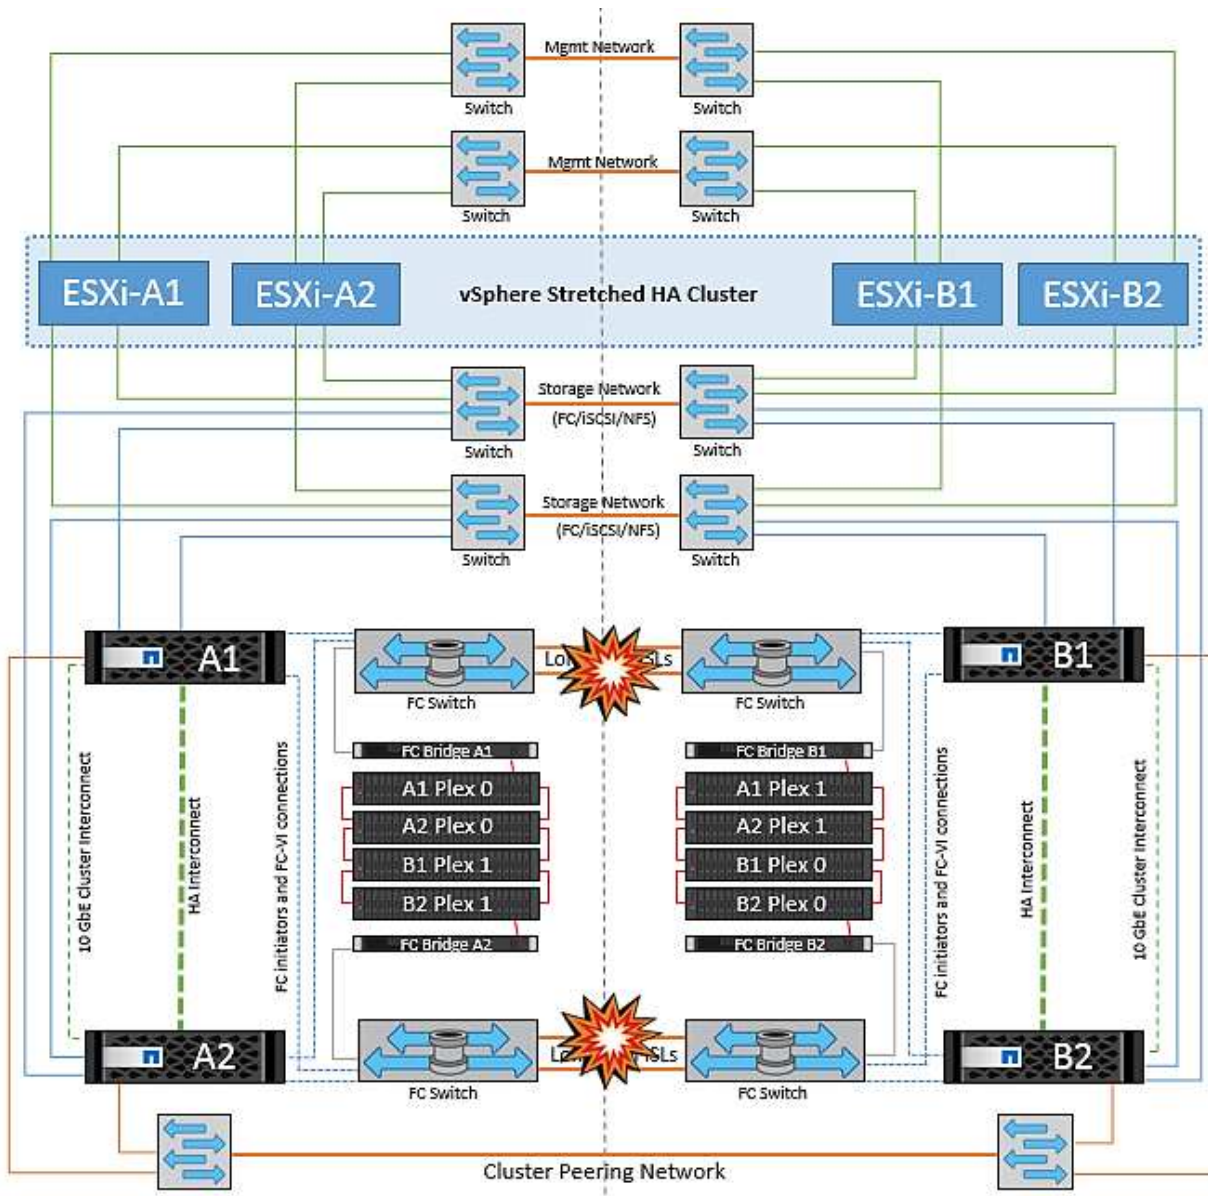 Mgmt Network
Switch
Switch
Mgmt Network
Switch
Switch
ESXi-A1
ESXi-A2
vSphere Stretched HA Cluster
ESXi-B1
ESXi-B2
Storage Network
(FC/iSCSI/NFS)
Switch
Switch
Storage Network
(FC/iSCSI/NFS)
Switch
Switch
A1
B1
FC Switch
FC Switch
FC Bridge A1
FC Bridge B1
A1 Plex 0
A1 Plex 1
A2 Plex 0
A2 Plex 1
B1 Plex 1
B1 Plex 0
B2 Plex 1
B2 Plex 0
FC Bridge A2
FC Bridge B2
10 GbE Cluster Interconnect
HA Interconnect
FC initiators and FC-VI connections
FC initiators and FC-VI connections
HA Interconnect
10 GbE Cluster Interconnect
A2
B2
FC Switch
FC Switch
Cluster Peering Network